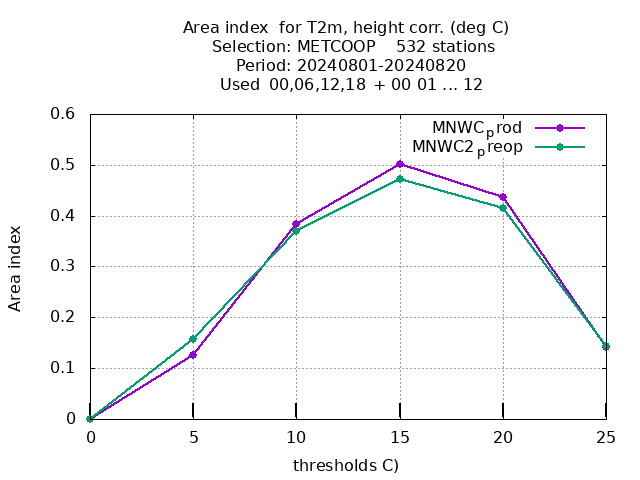 Area index  for T2m, height corr. (deg C)
Selection: METCOOP    532 stations
Period: 20240801-20240820
Used  00,06,12,18  + 00 01 ... 12
MNWCprod
MNWC2preop
Area index
0.6
0.5
0.4
0.3
0.2
0.1
0
0 5 10 15 20 25
thresholds C)